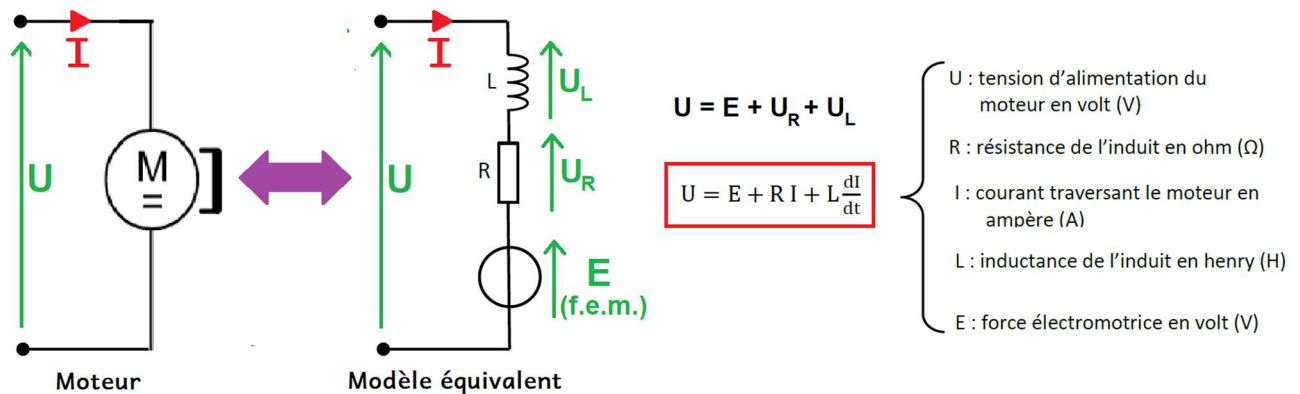 I
U
M
=
Moteur
I
U
L
U_L
R
U_R
E
(f.e.m.)
Modèle équivalent
U = E + U_R + U_L
U = E + R I + L dI/dt
U : tension d’alimentation du
moteur en volt (V)
R : résistance de l’induit en ohm (Ω)
I : courant traversant le moteur en
ampère (A)
L : inductance de l’induit en henry (H)
E : force électromotrice en volt (V)